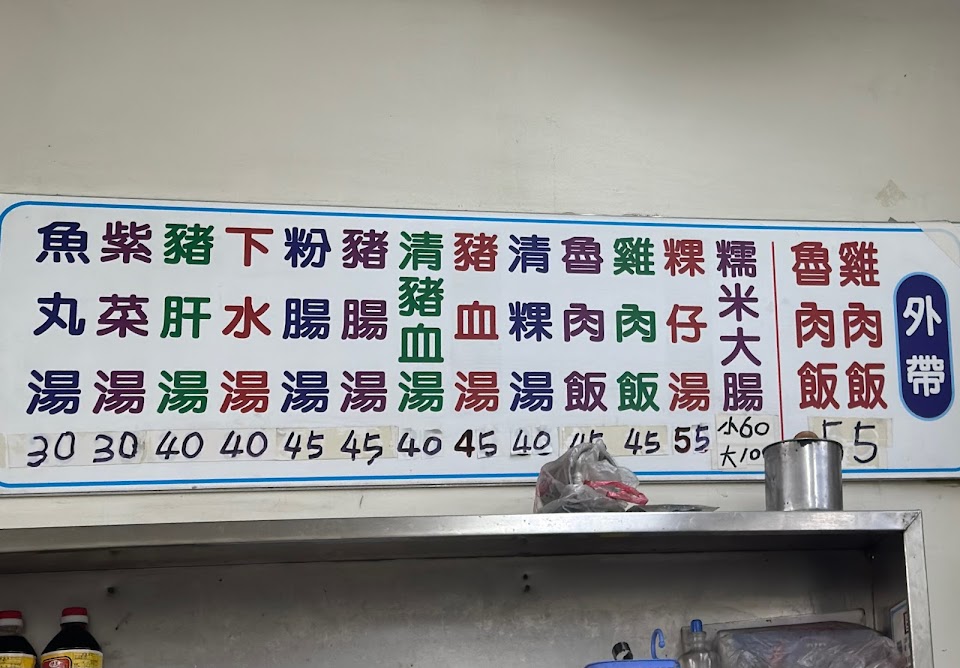 外帶
雞肉飯
魯肉飯
55
糯米大腸
小60
大
粿仔湯
55
雞肉飯
45
魯肉飯
45
清粿湯
40
豬血湯
45
清豬血湯
40
豬腸湯
45
粉腸湯
45
下水湯
40
豬肝湯
40
紫菜湯
30
魚丸湯
30